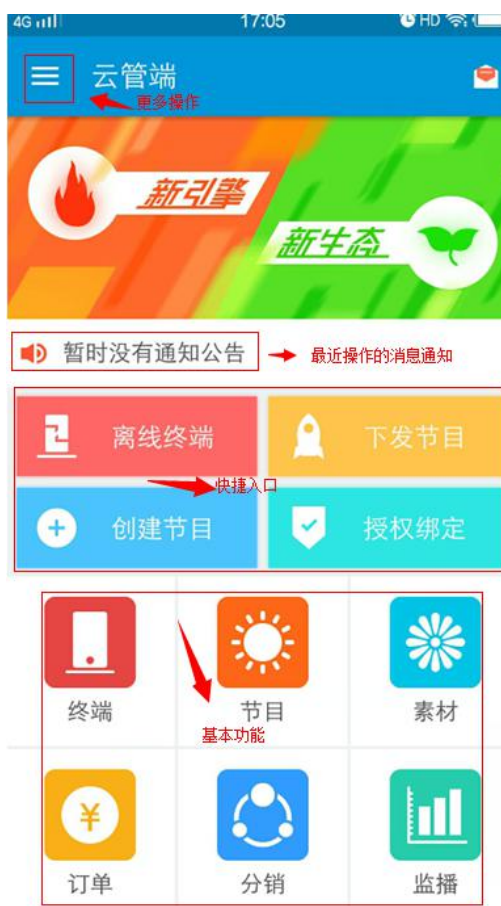 4G 17:05 HD
云管端
更多操作
新引擎
新生态
暂时没有通知公告
最近操作的消息通知
离线终端 下发节目
快捷入口
创建节目 授权绑定
终端 节目 素材
基本功能
¥
订单 分销 监播